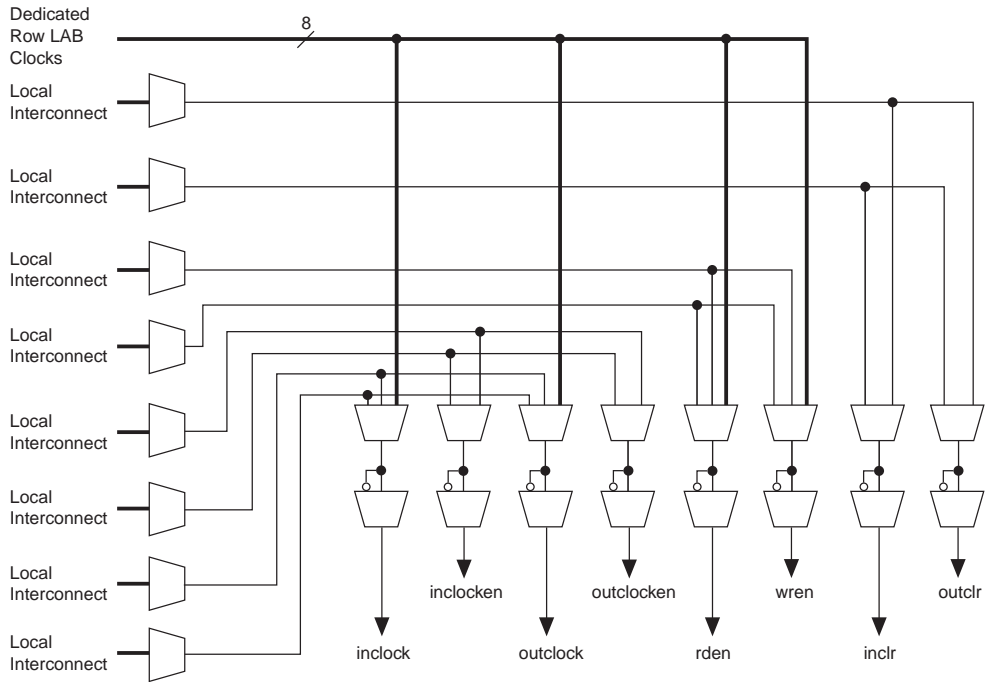 Dedicated
Row LAB
Clocks
8
Local
Interconnect
Local
Interconnect
Local
Interconnect
Local
Interconnect
Local
Interconnect
Local
Interconnect
Local
Interconnect
Local
Interconnect
inclocken
outclocken
wren
outclr
inclock
outclock
rden
inclr